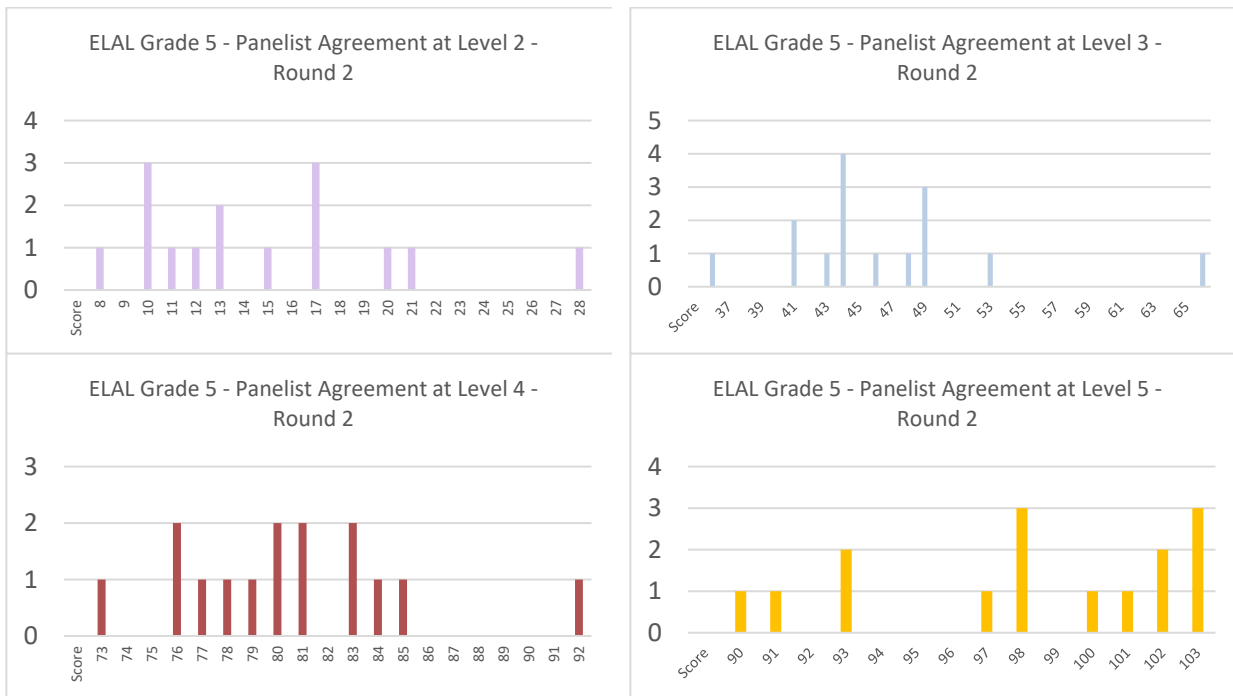 ELAL Grade 5 - Panelist Agreement at Level 2 -
Round 2
4
3
2
1
0
Score 8 9 10 11 12 13 14 15 16 17 18 19 20 21 22 23 24 25 26 27 28
ELAL Grade 5 - Panelist Agreement at Level 3 -
Round 2
5
4
3
2
1
0
Score 37 39 41 43 45 47 49 51 53 55 57 59 61 63 65
ELAL Grade 5 - Panelist Agreement at Level 4 -
Round 2
3
2
1
0
Score 73 74 75 76 77 78 79 80 81 82 83 84 85 86 87 88 89 90 91 92
ELAL Grade 5 - Panelist Agreement at Level 5 -
Round 2
4
3
2
1
0
Score 90 91 92 93 94 95 96 97 98 99 100 101 102 103